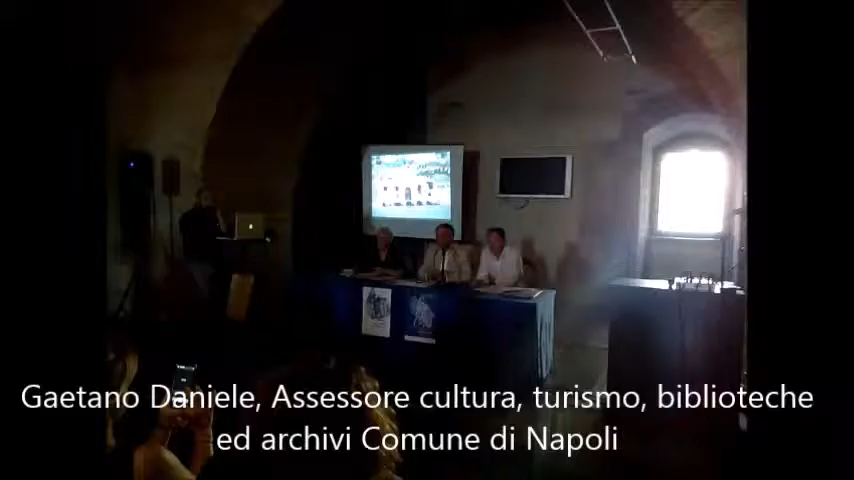 Gaetano Daniele, Assessore cultura, turismo, biblioteche
ed archivi Comune di Napoli